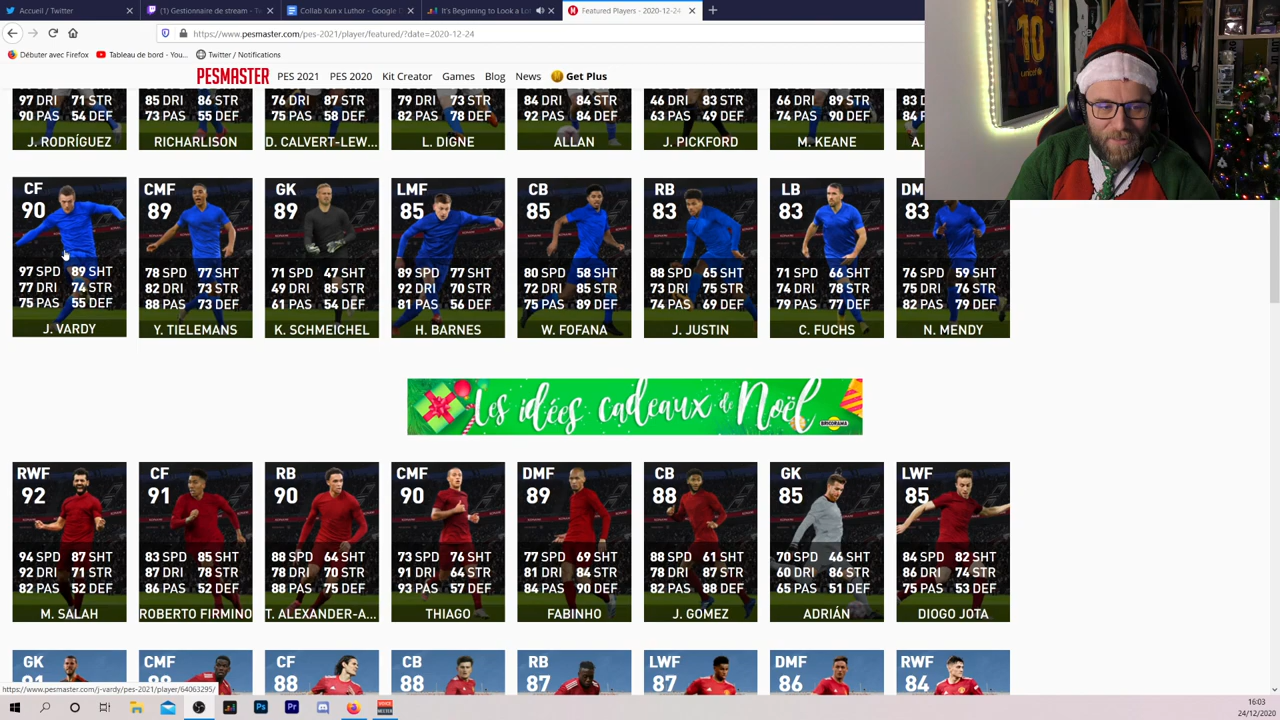 Accueil / Twitter
(1) Gestionnaire de stream - Tw
Collab Kun x Luthor - Google D
It's Beginning to Look a Lo
Featured Players - 2020-12-24
https://www.pesmaster.com/pes-2021/player/featured/?date=2020-12-24
Débuter avec Firefox
Tableau de bord - You...
Twitter / Notifications
PESMASTER PES 2021 PES 2020 Kit Creator Games Blog News Get Plus
97 DRI 71 STR 85 DRI 86 STR 76 DRI 87 STR 79 DRI 73 STR 84 DRI 84 STR 46 DRI 83 STR 66 DRI 89 STR 83 DRI
90 PAS 54 DEF 73 PAS 55 DEF 75 PAS 58 DEF 82 PAS 78 DEF 92 PAS 84 DEF 63 PAS 49 DEF 74 PAS 90 DEF 84 PAS
J. RODRÍGUEZ RICHARLISON D. CALVERT-LEW... L. DIGNE ALLAN J. PICKFORD M. KEANE A.
CF CMF GK LMF CB RB LB DM
90 89 89 85 85 83 83 83
97 SPD 89 SHT 78 SPD 77 SHT 71 SPD 47 SHT 89 SPD 77 SHT 80 SPD 58 SHT 88 SPD 65 SHT 71 SPD 66 SHT 76 SPD 59 SHT
77 DRI 74 STR 82 DRI 73 STR 49 DRI 85 STR 92 DRI 70 STR 72 DRI 85 STR 73 DRI 75 STR 74 DRI 78 STR 75 DRI 76 STR
75 PAS 55 DEF 88 PAS 73 DEF 61 PAS 54 DEF 81 PAS 56 DEF 75 PAS 89 DEF 74 PAS 69 DEF 79 PAS 77 DEF 82 PAS 79 DEF
J. VARDY Y. TIELEMANS K. SCHMEICHEL H. BARNES W. FOFANA J. JUSTIN C. FUCHS N. MENDY
Les idées cadeaux de Noël
BRICORAMA
RWF CF RB CMF DMF CB GK LWF
92 91 90 90 89 88 85 85
94 SPD 87 SHT 83 SPD 85 SHT 88 SPD 64 SHT 73 SPD 76 SHT 77 SPD 69 SHT 88 SPD 61 SHT 70 SPD 46 SHT 84 SPD 82 SHT
92 DRI 71 STR 87 DRI 78 STR 78 DRI 70 STR 91 DRI 64 STR 81 DRI 84 STR 78 DRI 87 STR 60 DRI 86 STR 86 DRI 74 STR
82 PAS 52 DEF 86 PAS 52 DEF 88 PAS 75 DEF 93 PAS 57 DEF 84 PAS 90 DEF 82 PAS 88 DEF 65 PAS 51 DEF 75 PAS 53 DEF
M. SALAH ROBERTO FIRMINO T. ALEXANDER-A... THIAGO FABINHO J. GOMEZ ADRIÁN DIOGO JOTA
GK CMF CF CB RB LWF DMF RWF
88 88 87 87 86 84
https://www.pesmaster.com/j-vardy/pes-2021/player/64063295/
16:03
24/12/2020